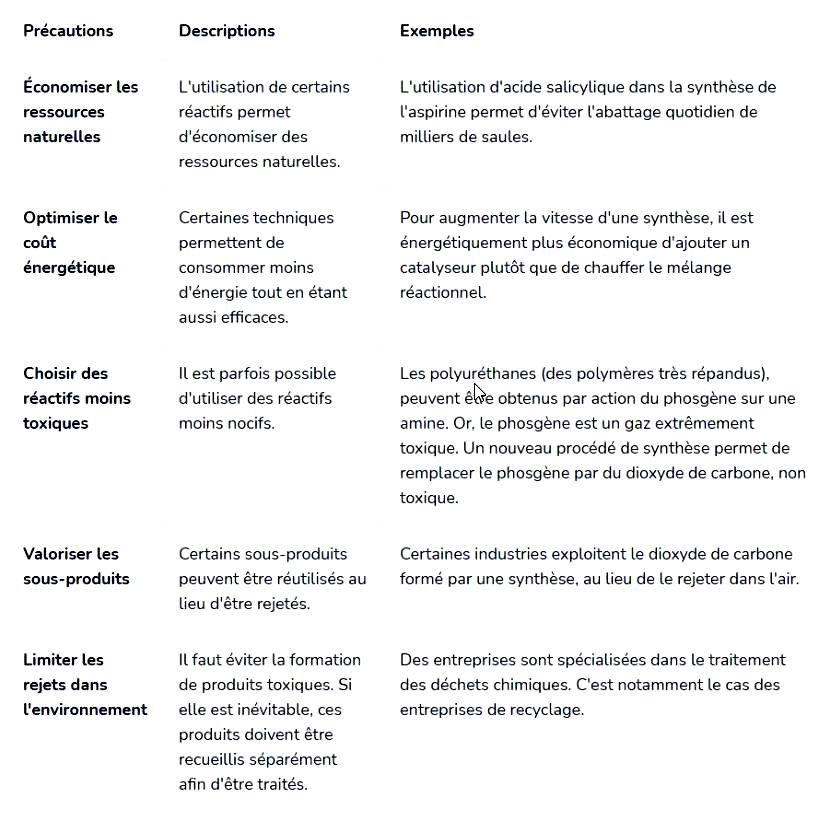 Précautions
Descriptions
Exemples
Économiser les
ressources
naturelles
L'utilisation de certains
réactifs permet
d'économiser des
ressources naturelles.
L'utilisation d'acide salicylique dans la synthèse de
l'aspirine permet d'éviter l'abattage quotidien de
milliers de saules.
Optimiser le
coût
énergétique
Certaines techniques
permettent de
consommer moins
d'énergie tout en étant
aussi efficaces.
Pour augmenter la vitesse d'une synthèse, il est
énergétiquement plus économique d'ajouter un
catalyseur plutôt que de chauffer le mélange
réactionnel.
Choisir des
réactifs moins
toxiques
Il est parfois possible
d'utiliser des réactifs
moins nocifs.
Les polyuréthanes (des polymères très répandus),
peuvent être obtenus par action du phosgène sur une
amine. Or, le phosgène est un gaz extrêmement
toxique. Un nouveau procédé de synthèse permet de
remplacer le phosgène par du dioxyde de carbone, non
toxique.
Valoriser les
sous-produits
Certains sous-produits
peuvent être réutilisés au
lieu d'être rejetés.
Certaines industries exploitent le dioxyde de carbone
formé par une synthèse, au lieu de le rejeter dans l'air.
Limiter les
rejets dans
l'environnement
Il faut éviter la formation
de produits toxiques. Si
elle est inévitable, ces
produits doivent être
recueillis séparément
afin d'être traités.
Des entreprises sont spécialisées dans le traitement
des déchets chimiques. C'est notamment le cas des
entreprises de recyclage.